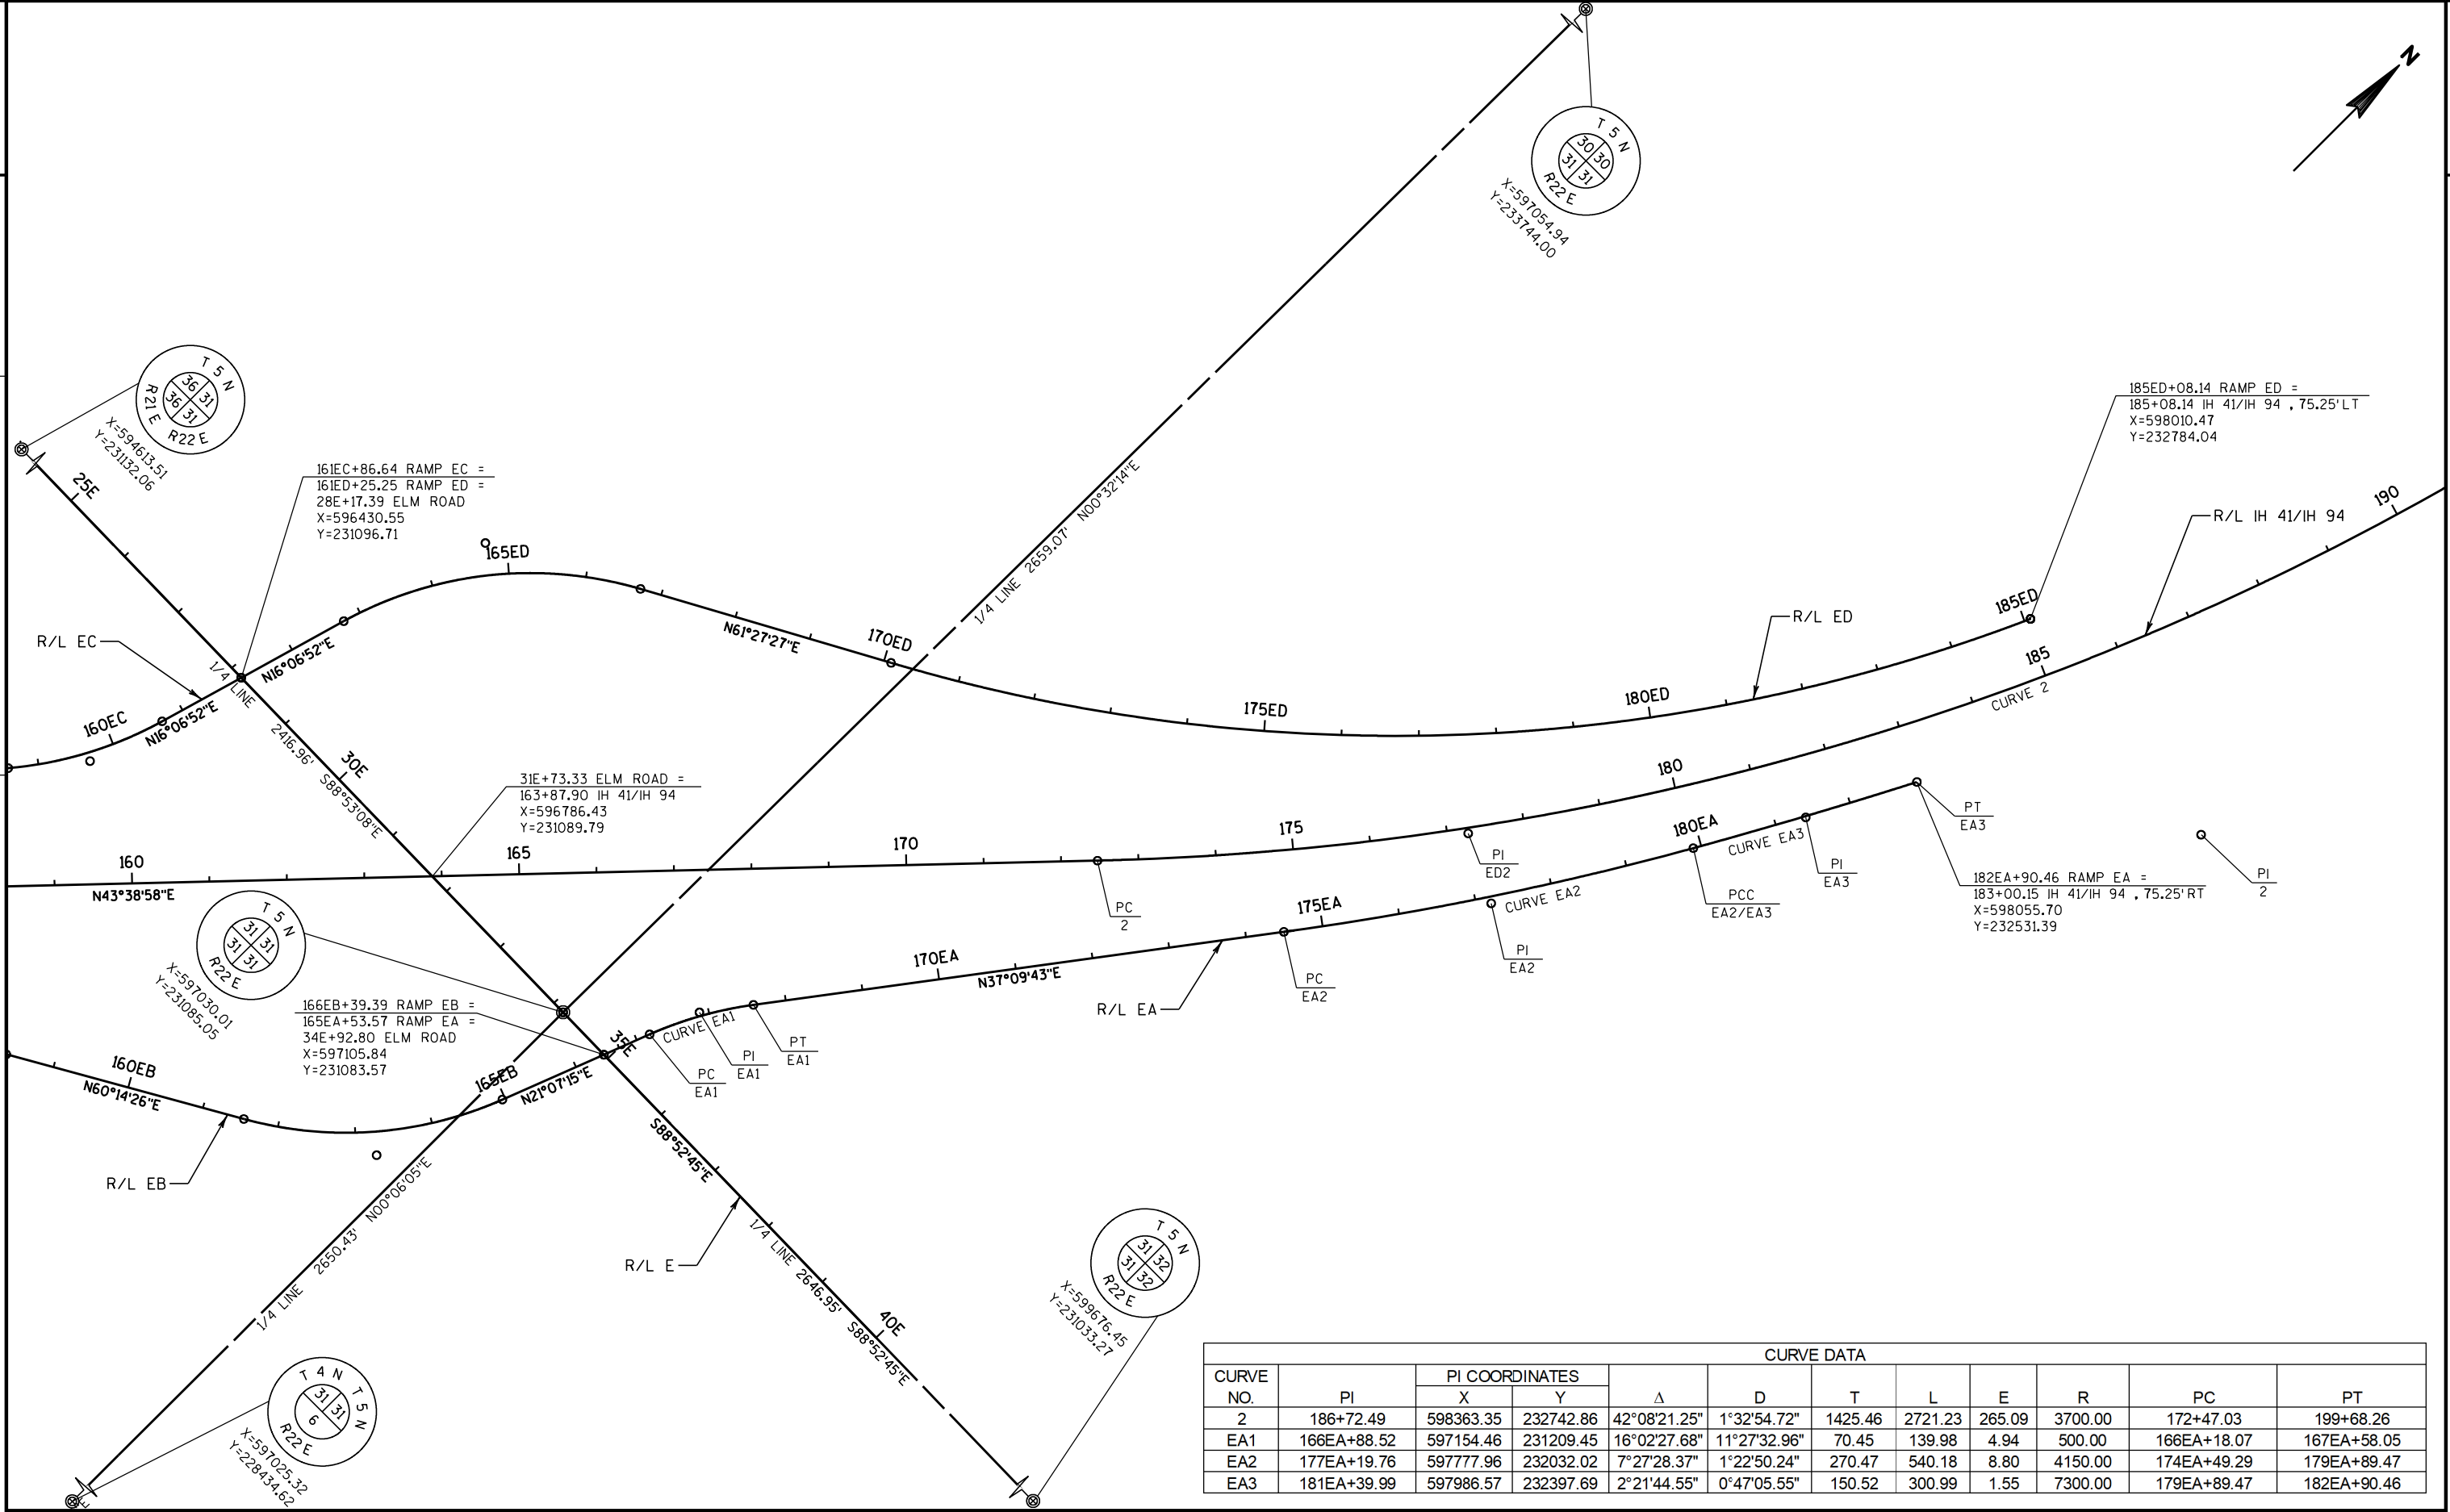 N
T 5 N
30 30
31 31
R22 E
X=597054.94
Y=233744.00
T 5 N
36 31
36 31
R21 E
R22 E
X=594613.51
Y=231132.06
25E
161EC+86.64 RAMP EC =
161ED+25.25 RAMP ED =
28E+17.39 ELM ROAD
X=596430.55
Y=231096.71
165ED
1/4 LINE 2659.07' N00°32'14"E
185ED+08.14 RAMP ED =
185+08.14 IH 41/IH 94 , 75.25' LT
X=598010.47
Y=232784.04
190
R/L IH 41/IH 94
R/L EC
N16°06'52"E
N61°27'27"E
170ED
R/L ED
185ED
185
CURVE 2
1/4 LINE 2416.96' S88°53'08"E
160EC
N16°06'52"E
175ED
180ED
30E
31E+73.33 ELM ROAD =
163+87.90 IH 41/IH 94
X=596786.43
Y=231089.79
160
N43°38'58"E
165
170
175
180
PC
2
PI
ED2
180EA
CURVE EA3
PI
EA3
PT
EA3
PI
2
182EA+90.46 RAMP EA =
183+00.15 IH 41/IH 94 , 75.25' RT
X=598055.70
Y=232531.39
PCC
EA2/EA3
CURVE EA2
PI
EA2
175EA
PC
EA2
170EA
N37°09'43"E
R/L EA
T 5 N
31 31
31 31
R22 E
X=597030.01
Y=231085.05
166EB+39.39 RAMP EB =
165EA+53.57 RAMP EA =
34E+92.80 ELM ROAD
X=597105.84
Y=231083.57
35E
CURVE EA1
PC
EA1
PI
EA1
PT
EA1
160EB
N60°14'26"E
165EB
N21°07'15"E
R/L EB
S88°52'45"E
1/4 LINE 2650.43' N00°06'05"E
R/L E
1/4 LINE 2646.95' S88°52'45"E
40E
T 5 N
31 32
31 32
R22 E
X=599676.45
Y=231033.27
T 4 N T 5 N
31 31
6
R22 E
X=597025.32
Y=228434.62
CURVE DATA
CURVE NO. PI PI COORDINATES X Y Δ D T L E R PC PT
2 186+72.49 598363.35 232742.86 42°08'21.25" 1°32'54.72" 1425.46 2721.23 265.09 3700.00 172+47.03 199+68.26
EA1 166EA+88.52 597154.46 231209.45 16°02'27.68" 11°27'32.96" 70.45 139.98 4.94 500.00 166EA+18.07 167EA+58.05
EA2 177EA+19.76 597777.96 232032.02 7°27'28.37" 1°22'50.24" 270.47 540.18 8.80 4150.00 174EA+49.29 179EA+89.47
EA3 181EA+39.99 597986.57 232397.69 2°21'44.55" 0°47'05.55" 150.52 300.99 1.55 7300.00 179EA+89.47 182EA+90.46